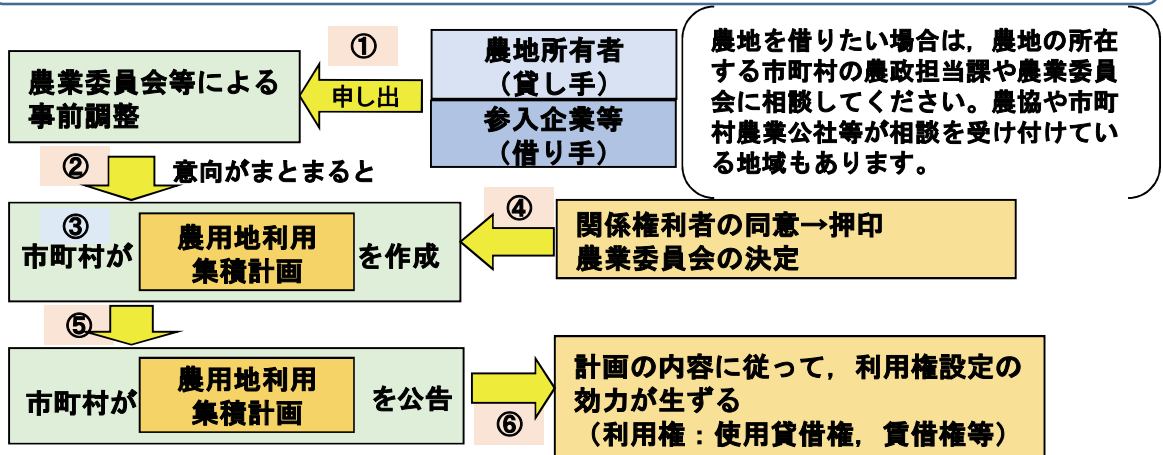 ①
農地所有者
（貸し手）
参入企業等
（借り手）
申し出
農業委員会等による
事前調整
農地を借りたい場合は，農地の所在
する市町村の農政担当課や農業委員
会に相談してください。農協や市町
村農業公社等が相談を受け付けてい
る地域もあります。
②
意向がまとまると
③
市町村が
農用地利用
集積計画
を作成
④
関係権利者の同意→押印
農業委員会の決定
⑤
市町村が
農用地利用
集積計画
を公告
⑥
計画の内容に従って，利用権設定の
効力が生ずる
（利用権：使用貸借権，賃借権等）